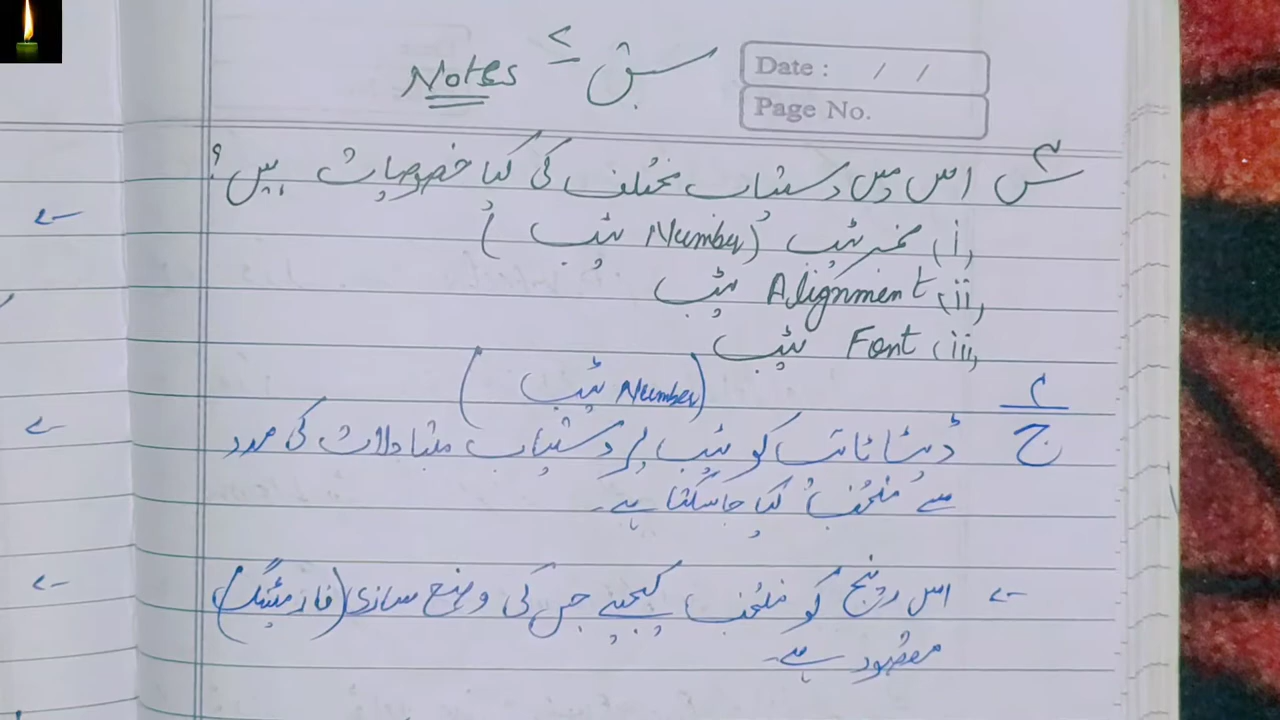 سبق ۷ Notes
Date : / /
Page No.
س۲ اس میں دستیاب مختلف کی کیا خصوصیات ہیں؟
(i) نمبر ٹیب (Number ٹیب)
(ii) Alignment ٹیب
(iii) Font ٹیب
(Number ٹیب)
ج۲ ڈیٹا ٹائپ کو ٹیب پر دستیاب متبادلات کی مدد
سے منتخب کیا جاسکتا ہے۔
← اس رینج کو منتخب کیجیے جس کی وضع سازی (فارمیٹنگ)
مقصود ہے۔